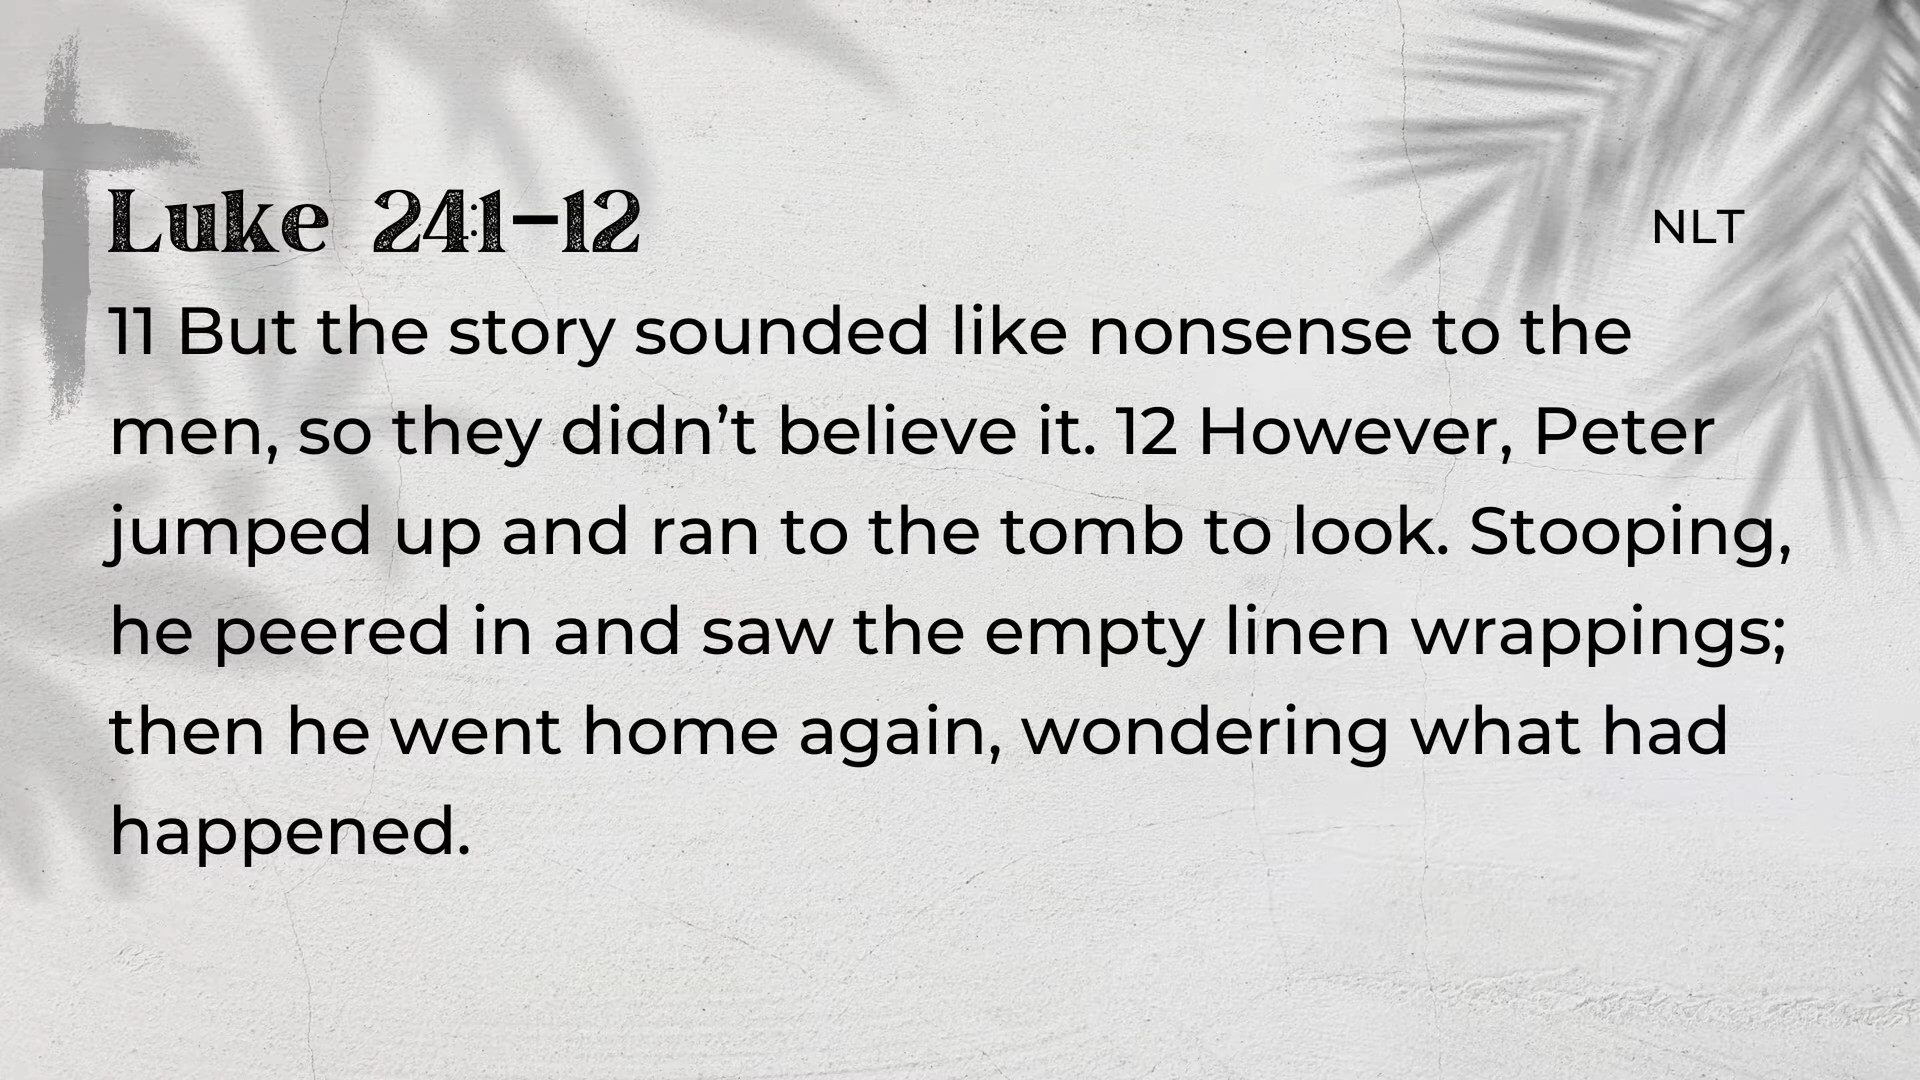 Luke 24:1-12
NLT
11 But the story sounded like nonsense to the
men, so they didn’t believe it. 12 However, Peter
jumped up and ran to the tomb to look. Stooping,
he peered in and saw the empty linen wrappings;
then he went home again, wondering what had
happened.